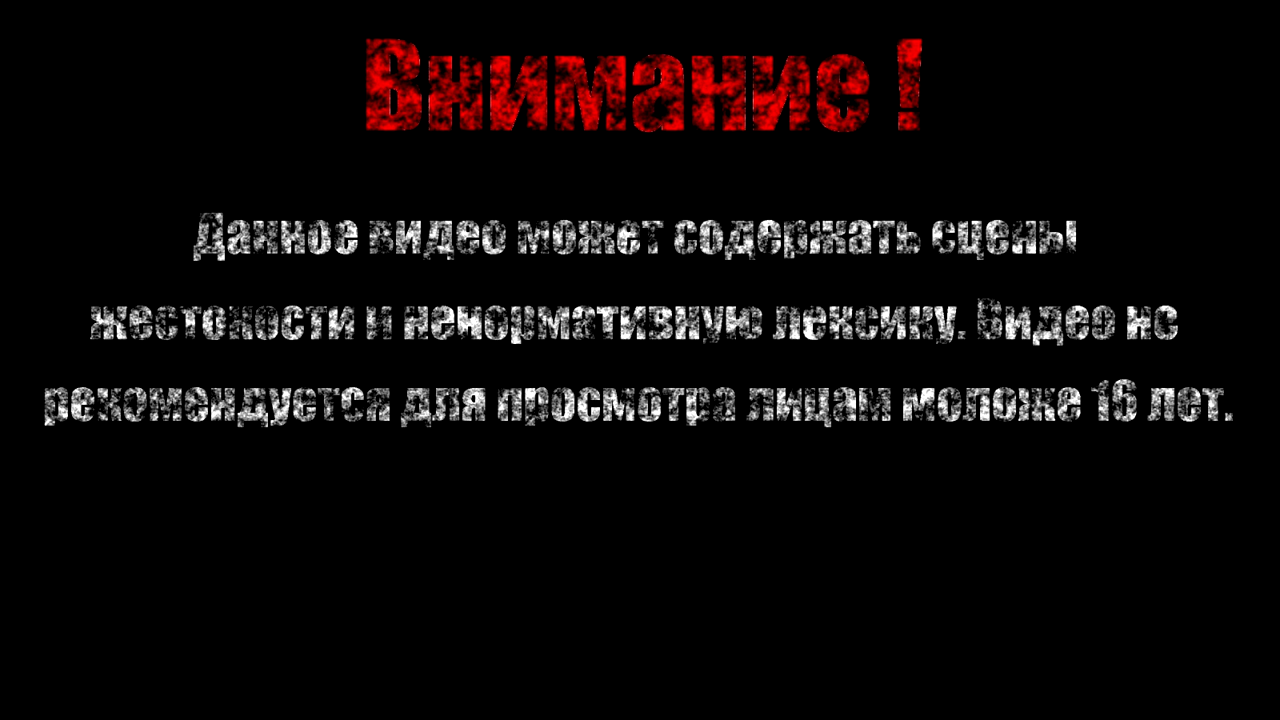 Внимание !
Данное видео может содержать сцены
жестокости и ненормативную лексику. Видео не
рекомендуется для просмотра лицам моложе 16 лет.